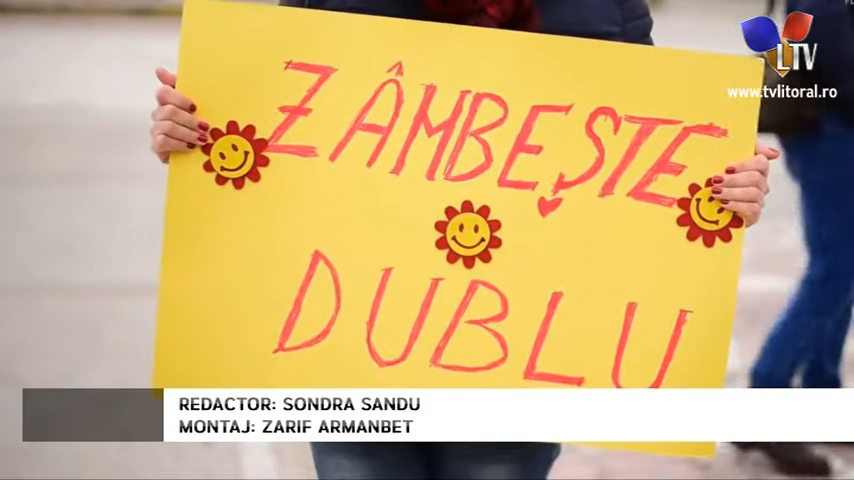 LTV
www.tvlitoral.ro
ZÂMBEȘTE
DUBLU
REDACTOR: SONDRA SANDU
MONTAJ: ZARIF ARMANBET